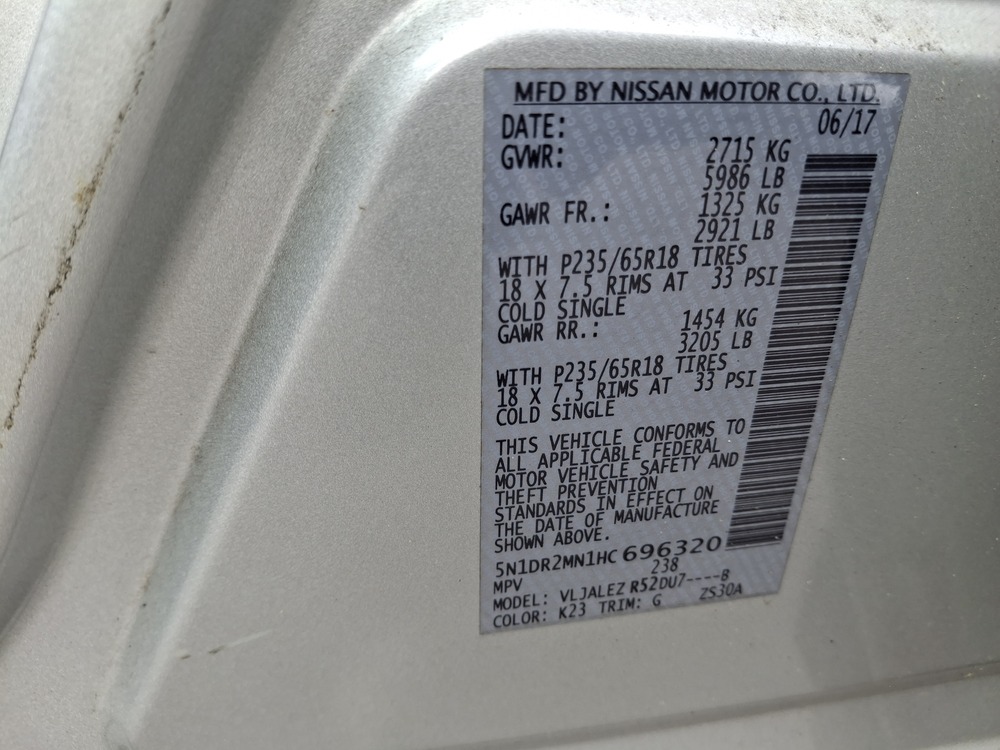 MFD BY NISSAN MOTOR CO., LTD.
DATE: 06/17
GVWR: 2715 KG
5986 LB
GAWR FR.: 1325 KG
2921 LB
WITH P235/65R18 TIRES
18 X 7.5 RIMS AT 33 PSI
COLD SINGLE
GAWR RR.: 1454 KG
3205 LB
WITH P235/65R18 TIRES
18 X 7.5 RIMS AT 33 PSI
COLD SINGLE
THIS VEHICLE CONFORMS TO
ALL APPLICABLE FEDERAL
MOTOR VEHICLE SAFETY AND
THEFT PREVENTION
STANDARDS IN EFFECT ON
THE DATE OF MANUFACTURE
SHOWN ABOVE.
5N1DR2MN1HC696320
MPV 238
MODEL: VLJALEZ R52DU7----B
COLOR: K23 TRIM: G ZS30A